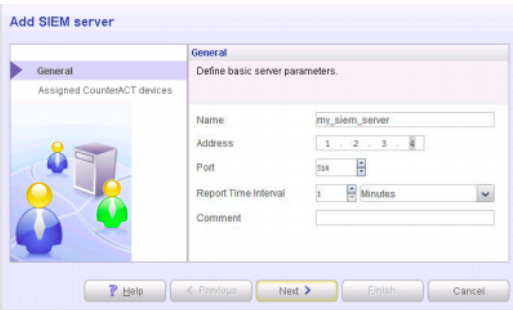 Add SIEM server
General
Assigned CounterACT devices
General
Define basic server parameters.
Name my_siem_server
Address 1 . 2 . 3 . 4
Port 514
Report Time Interval 1 Minutes
Comment
? Help < Previous Next > Finish Cancel